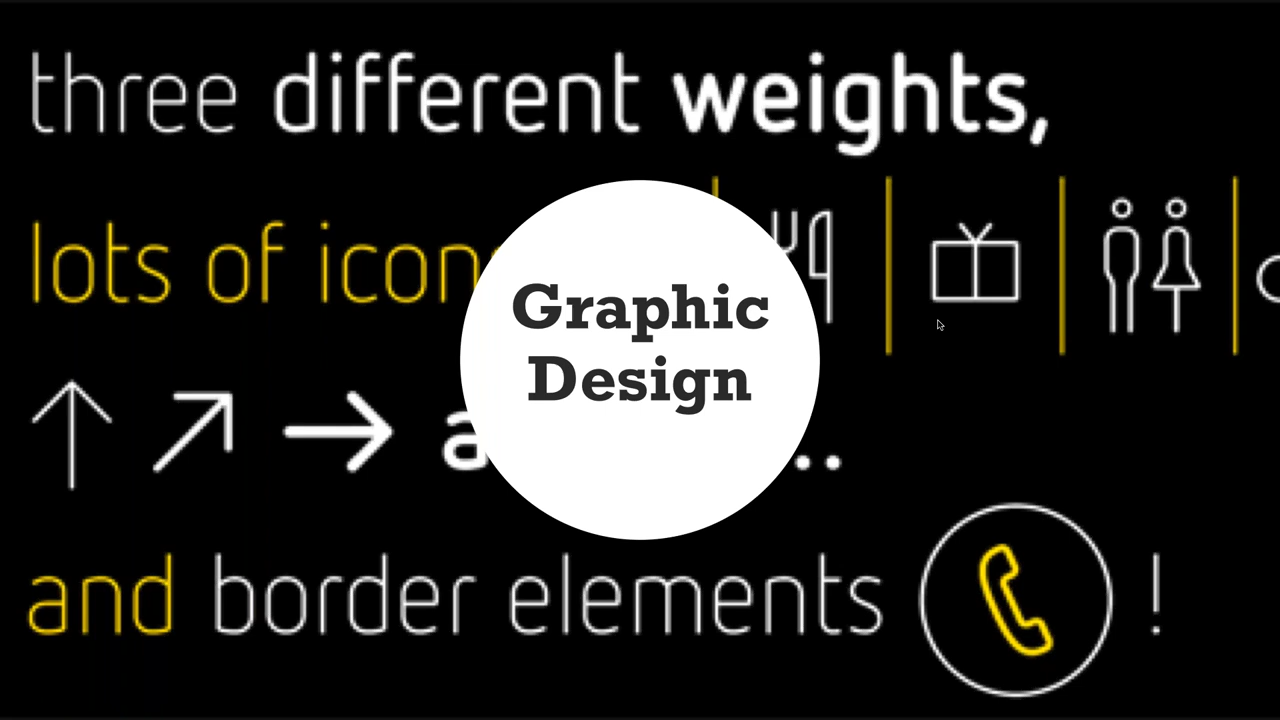 three different weights,
lots of icon
Graphic
Design
a ..
and border elements !